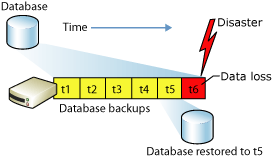 Database
Time
Disaster
t1 t2 t3 t4 t5 t6
Data loss
Database backups
Database restored to t5